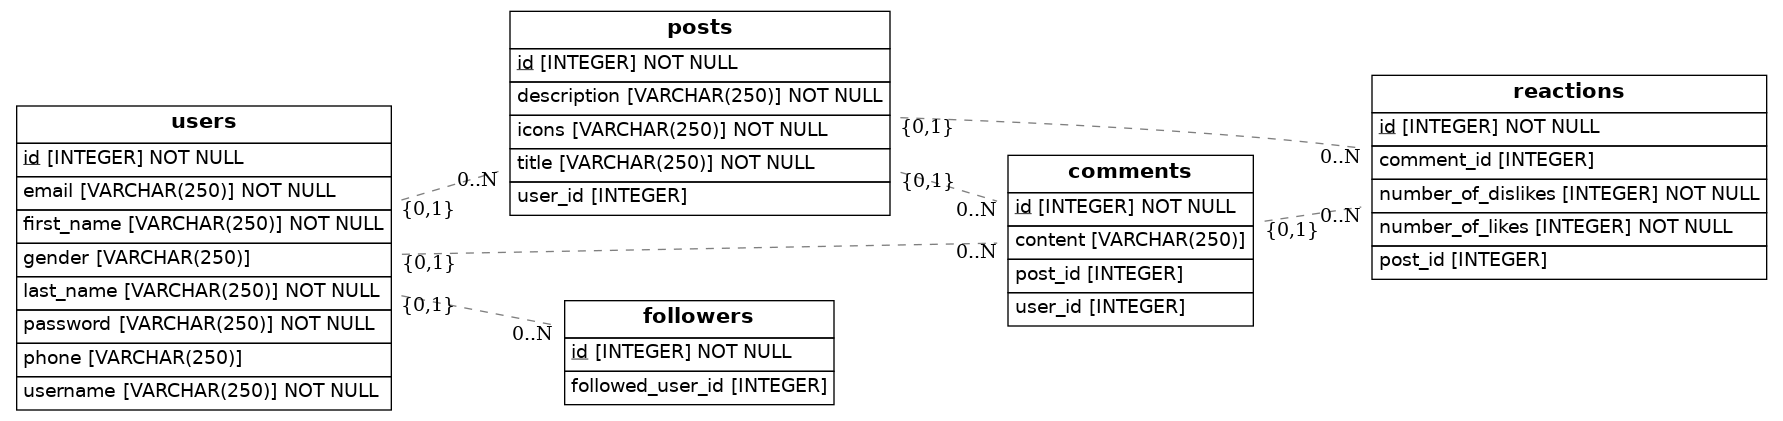 users
id [INTEGER] NOT NULL
email [VARCHAR(250)] NOT NULL
first_name [VARCHAR(250)] NOT NULL
gender [VARCHAR(250)]
last_name [VARCHAR(250)] NOT NULL
password [VARCHAR(250)] NOT NULL
phone [VARCHAR(250)]
username [VARCHAR(250)] NOT NULL
posts
id [INTEGER] NOT NULL
description [VARCHAR(250)] NOT NULL
icons [VARCHAR(250)] NOT NULL
title [VARCHAR(250)] NOT NULL
user_id [INTEGER]
followers
id [INTEGER] NOT NULL
followed_user_id [INTEGER]
comments
id [INTEGER] NOT NULL
content [VARCHAR(250)]
post_id [INTEGER]
user_id [INTEGER]
reactions
id [INTEGER] NOT NULL
comment_id [INTEGER]
number_of_dislikes [INTEGER] NOT NULL
number_of_likes [INTEGER] NOT NULL
post_id [INTEGER]
0..N
{0,1}
{0,1}
0..N
{0,1}
0..N
{0,1}
0..N
{0,1}
0..N
{0,1}
0..N